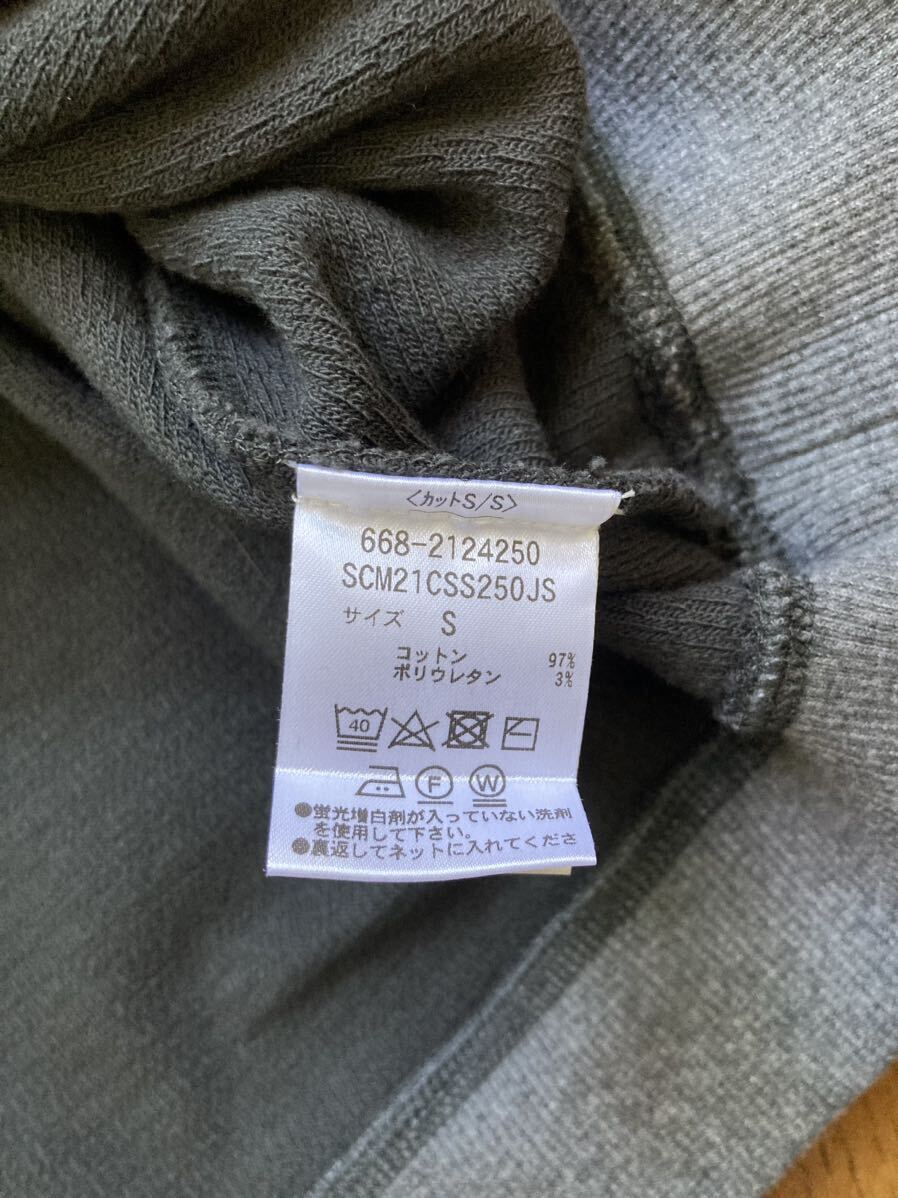 〈カットS/S〉
668-2124250
SCM21CSS250JS
サイズ S
コットン 97%
ポリウレタン 3%
40
F W
●蛍光増白剤が入っていない洗剤
を使用して下さい。
●裏返してネットに入れてくださ